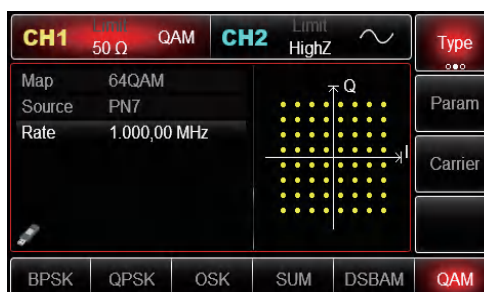 CH1 Limit 50 Ω QAM CH2 Limit HighZ Type
Map 64QAM
Source PN7
Rate 1.000,00 MHz
Q
I
Param
Carrier
BPSK QPSK OSK SUM DSBAM QAM